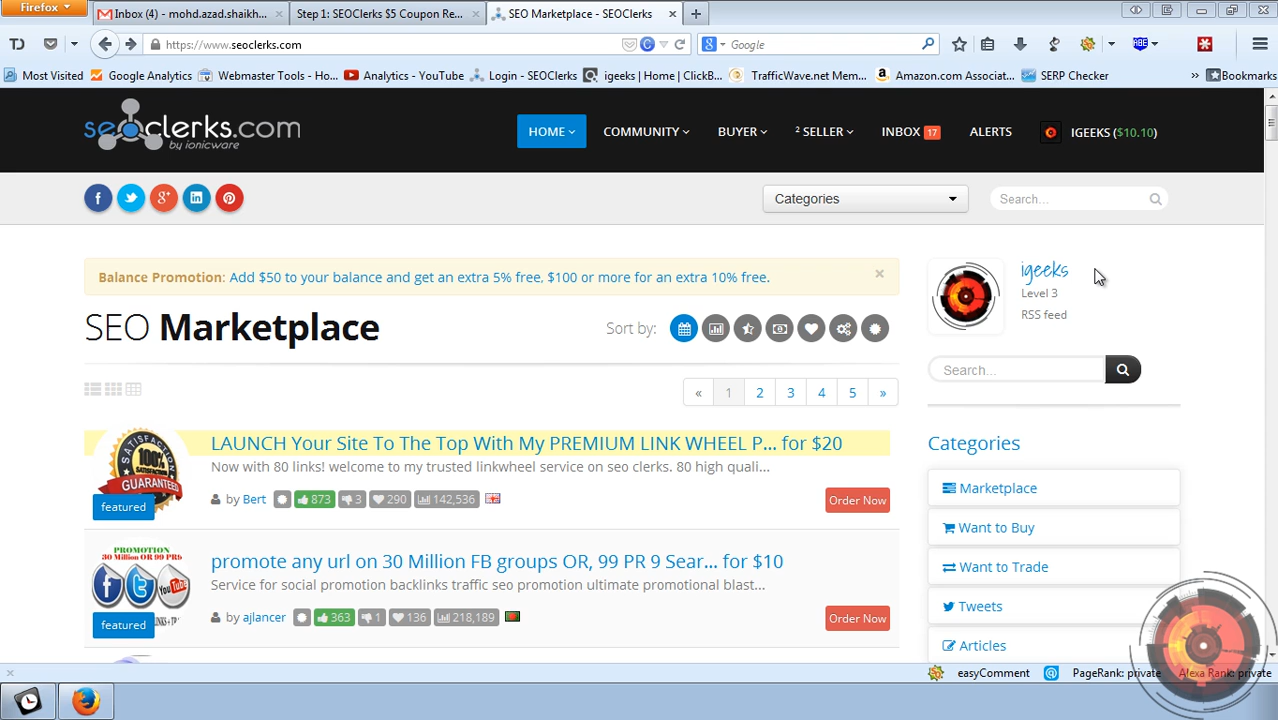 Firefox
Inbox (4) - mohd.azad.shaikh... × Step 1: SEOClerks $5 Coupon Re... × SEO Marketplace - SEOClerks × +
https://www.seoclerks.com Google
Most Visited Google Analytics Webmaster Tools - Ho... Analytics - YouTube Login - SEOClerks igeeks | Home | ClickB... TrafficWave.net Mem... Amazon.com Associat... SERP Checker » Bookmarks
seoclerks.com
by ionicware
HOME COMMUNITY BUYER 2 SELLER INBOX 17 ALERTS IGEEKS ($10.10)
Categories Search...
Balance Promotion: Add $50 to your balance and get an extra 5% free, $100 or more for an extra 10% free. ×
igeeks
Level 3
RSS feed
SEO Marketplace Sort by:
Search...
« 1 2 3 4 5 »
Categories
LAUNCH Your Site To The Top With My PREMIUM LINK WHEEL P... for $20
Now with 80 links! welcome to my trusted linkwheel service on seo clerks. 80 high quali...
by Bert 873 3 290 142,536 Order Now
SATISFACTION
100%
GUARANTEED
featured
Marketplace
Want to Buy
Want to Trade
Tweets
Articles
PROMOTION
30 Million OR 99 PR5
You Tube
featured
promote any url on 30 Million FB groups OR, 99 PR 9 Sear... for $10
Service for social promotion backlinks traffic seo promotion ultimate promotional blast...
by ajlancer 363 1 136 218,189 Order Now
easyComment PageRank: private Alexa Rank: private